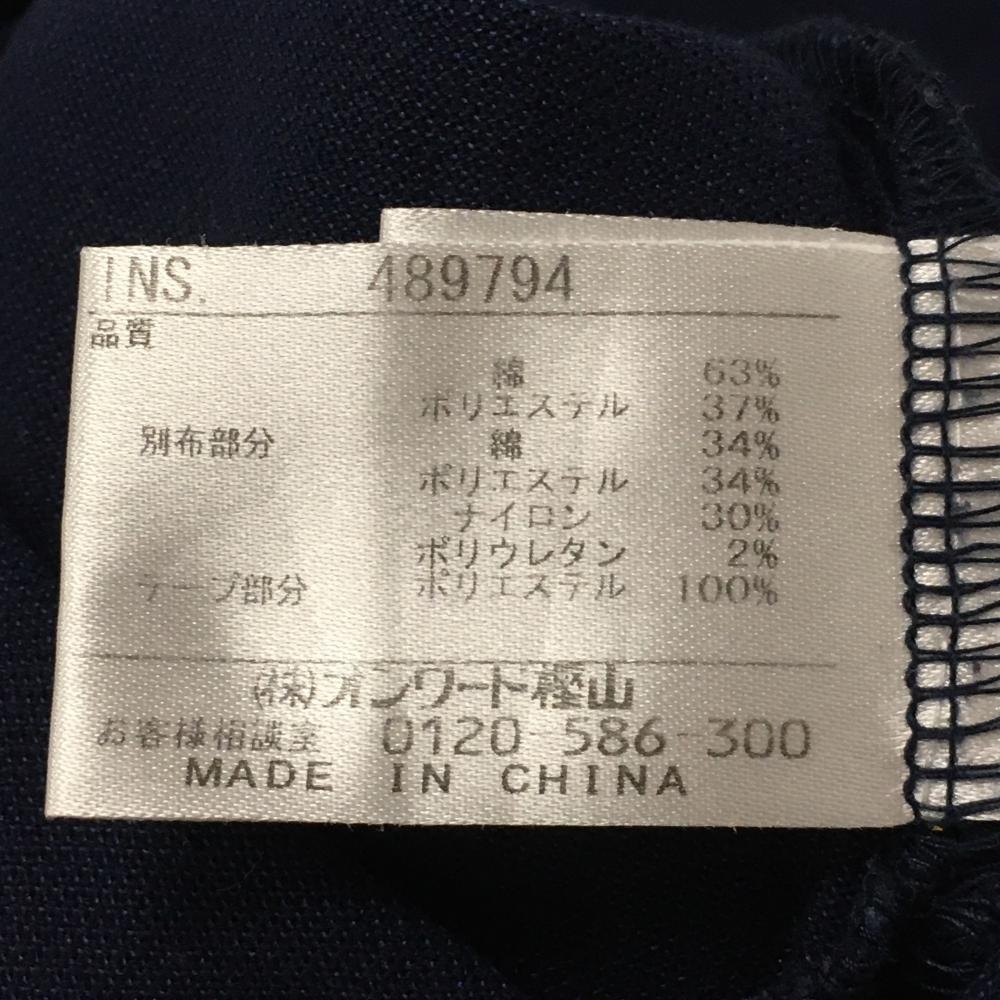 INS. 489794
品質
綿 63%
ポリエステル 37%
別布部分 綿 34%
ポリエステル 34%
ナイロン 30%
ポリウレタン 2%
テープ部分 ポリエステル 100%
(株)オンワード樫山
お客様相談室 0120-586-300
MADE IN CHINA